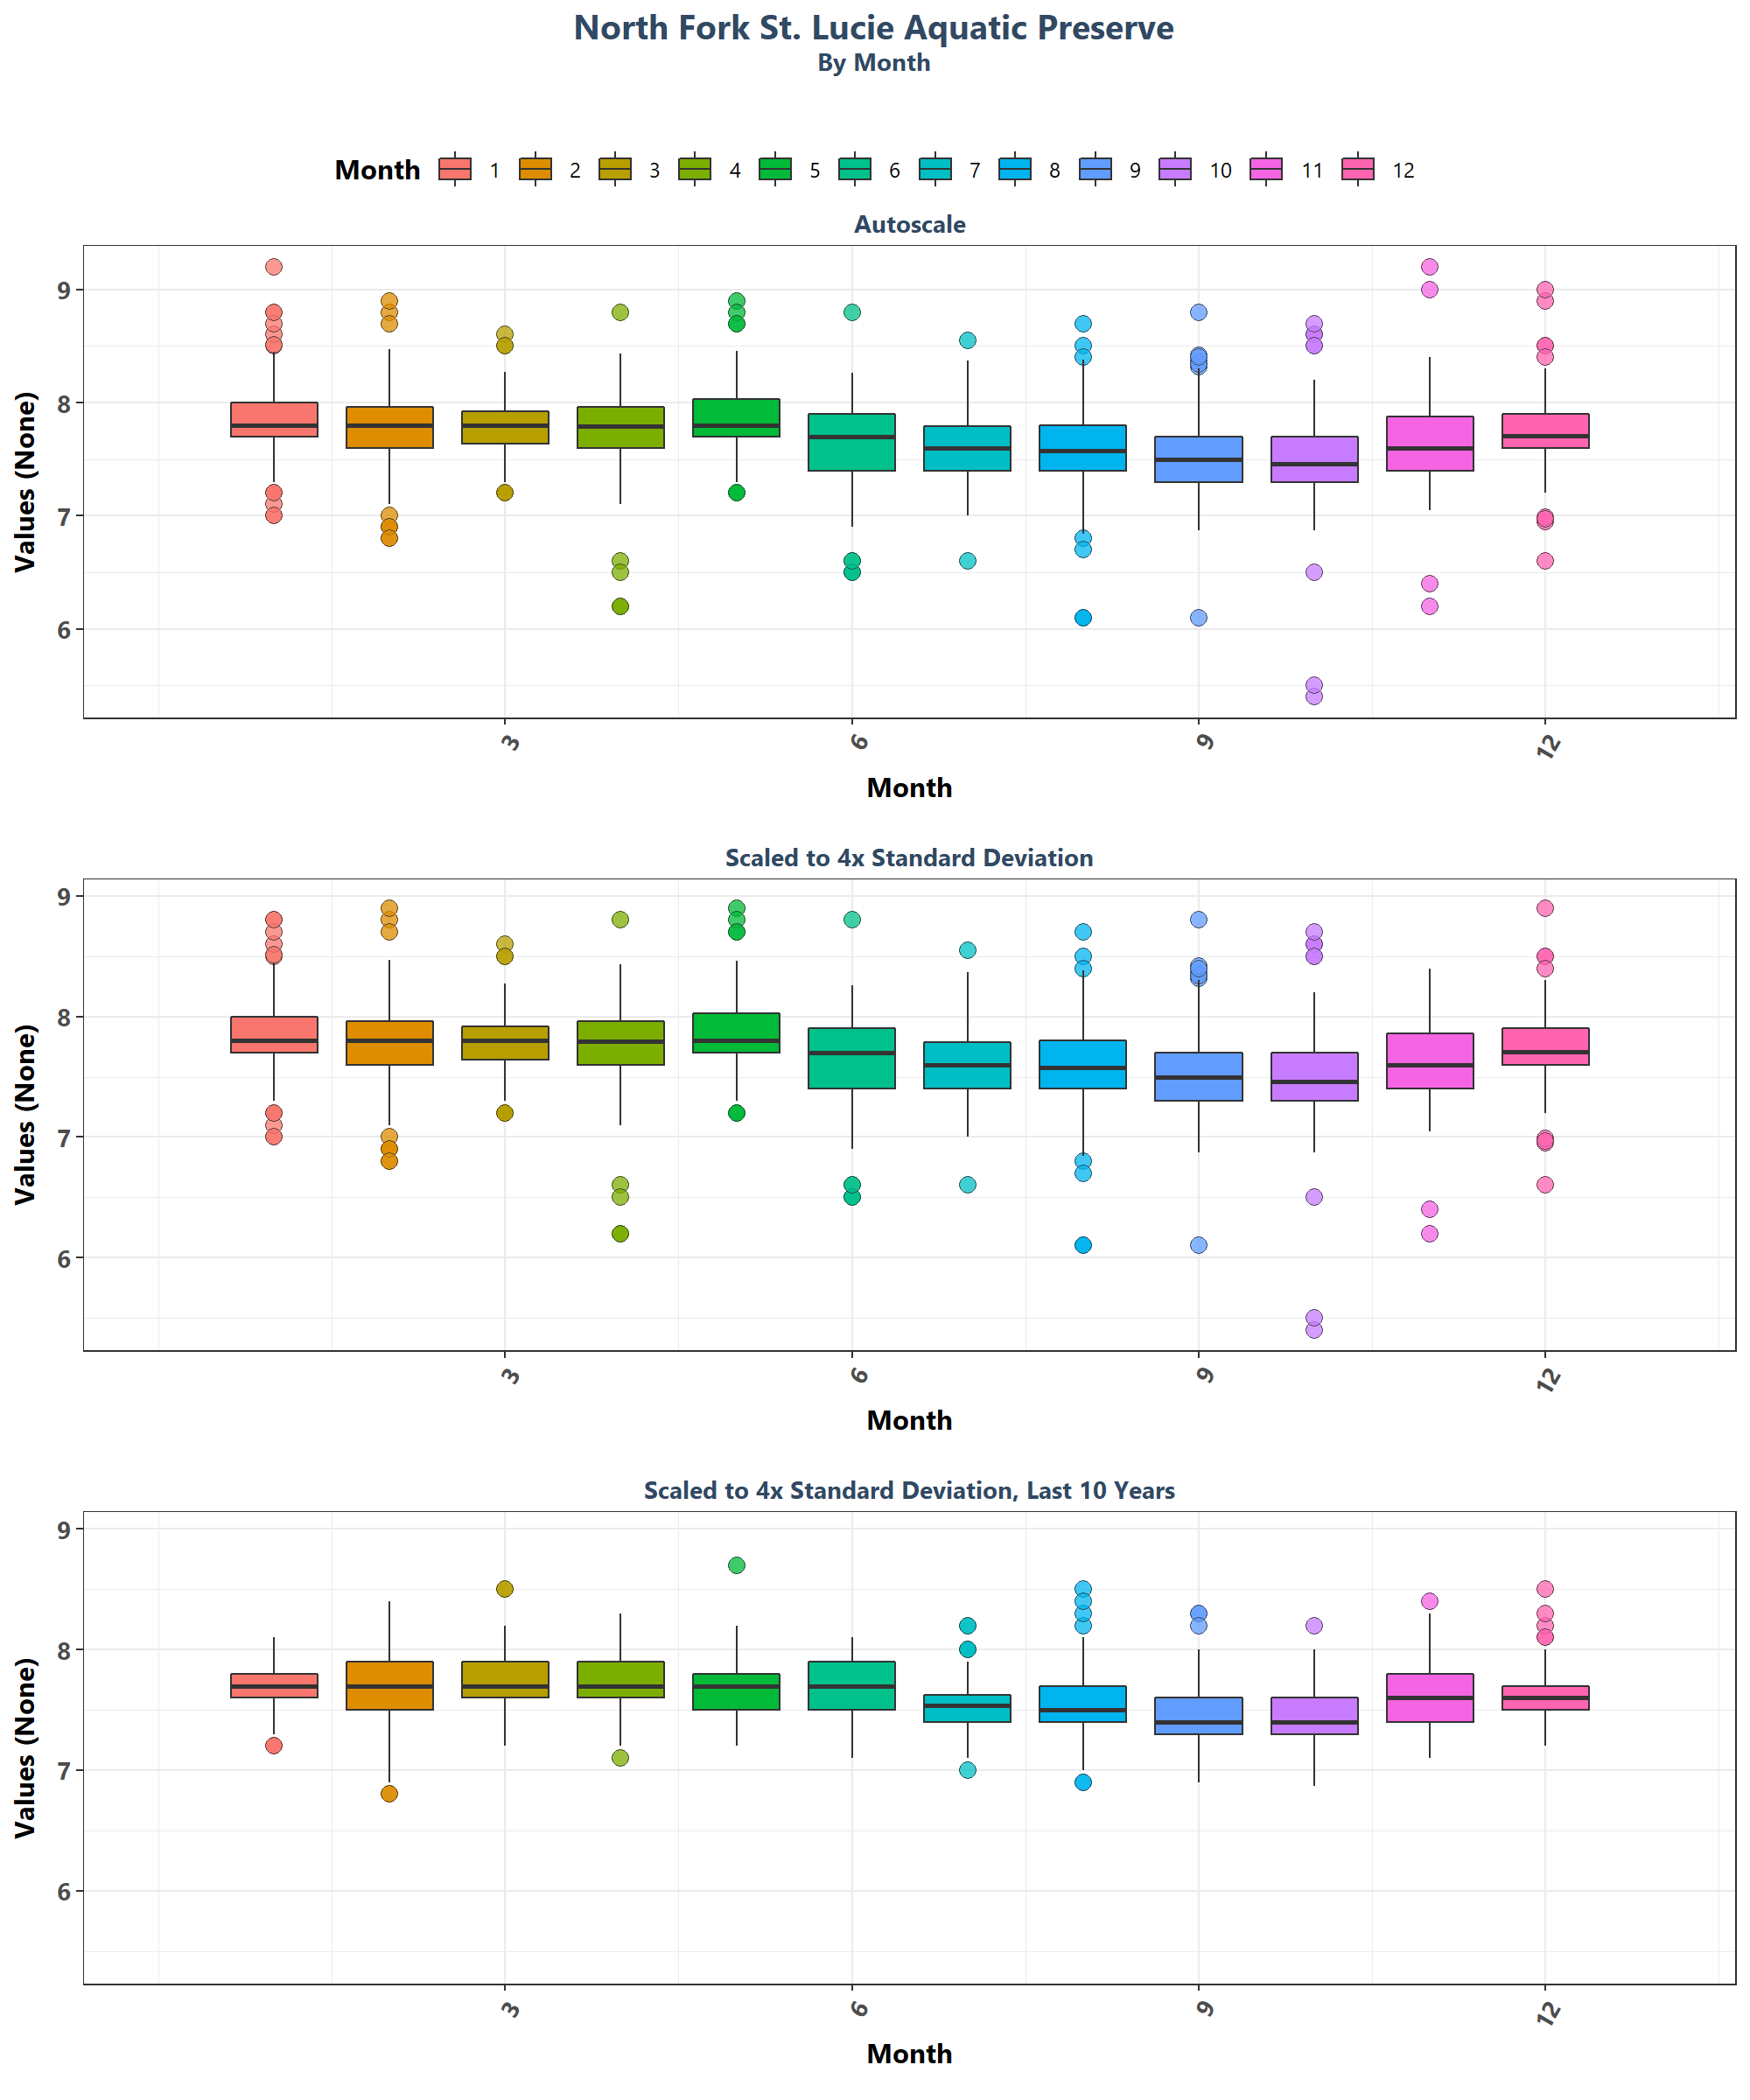 North Fork St. Lucie Aquatic Preserve
By Month
Month 1 2 3 4 5 6 7 8 9 10 11 12
Autoscale
Values (None)
9
8
7
6
3 6 9 12
Month
Scaled to 4x Standard Deviation
Values (None)
9
8
7
6
3 6 9 12
Month
Scaled to 4x Standard Deviation, Last 10 Years
Values (None)
9
8
7
6
3 6 9 12
Month